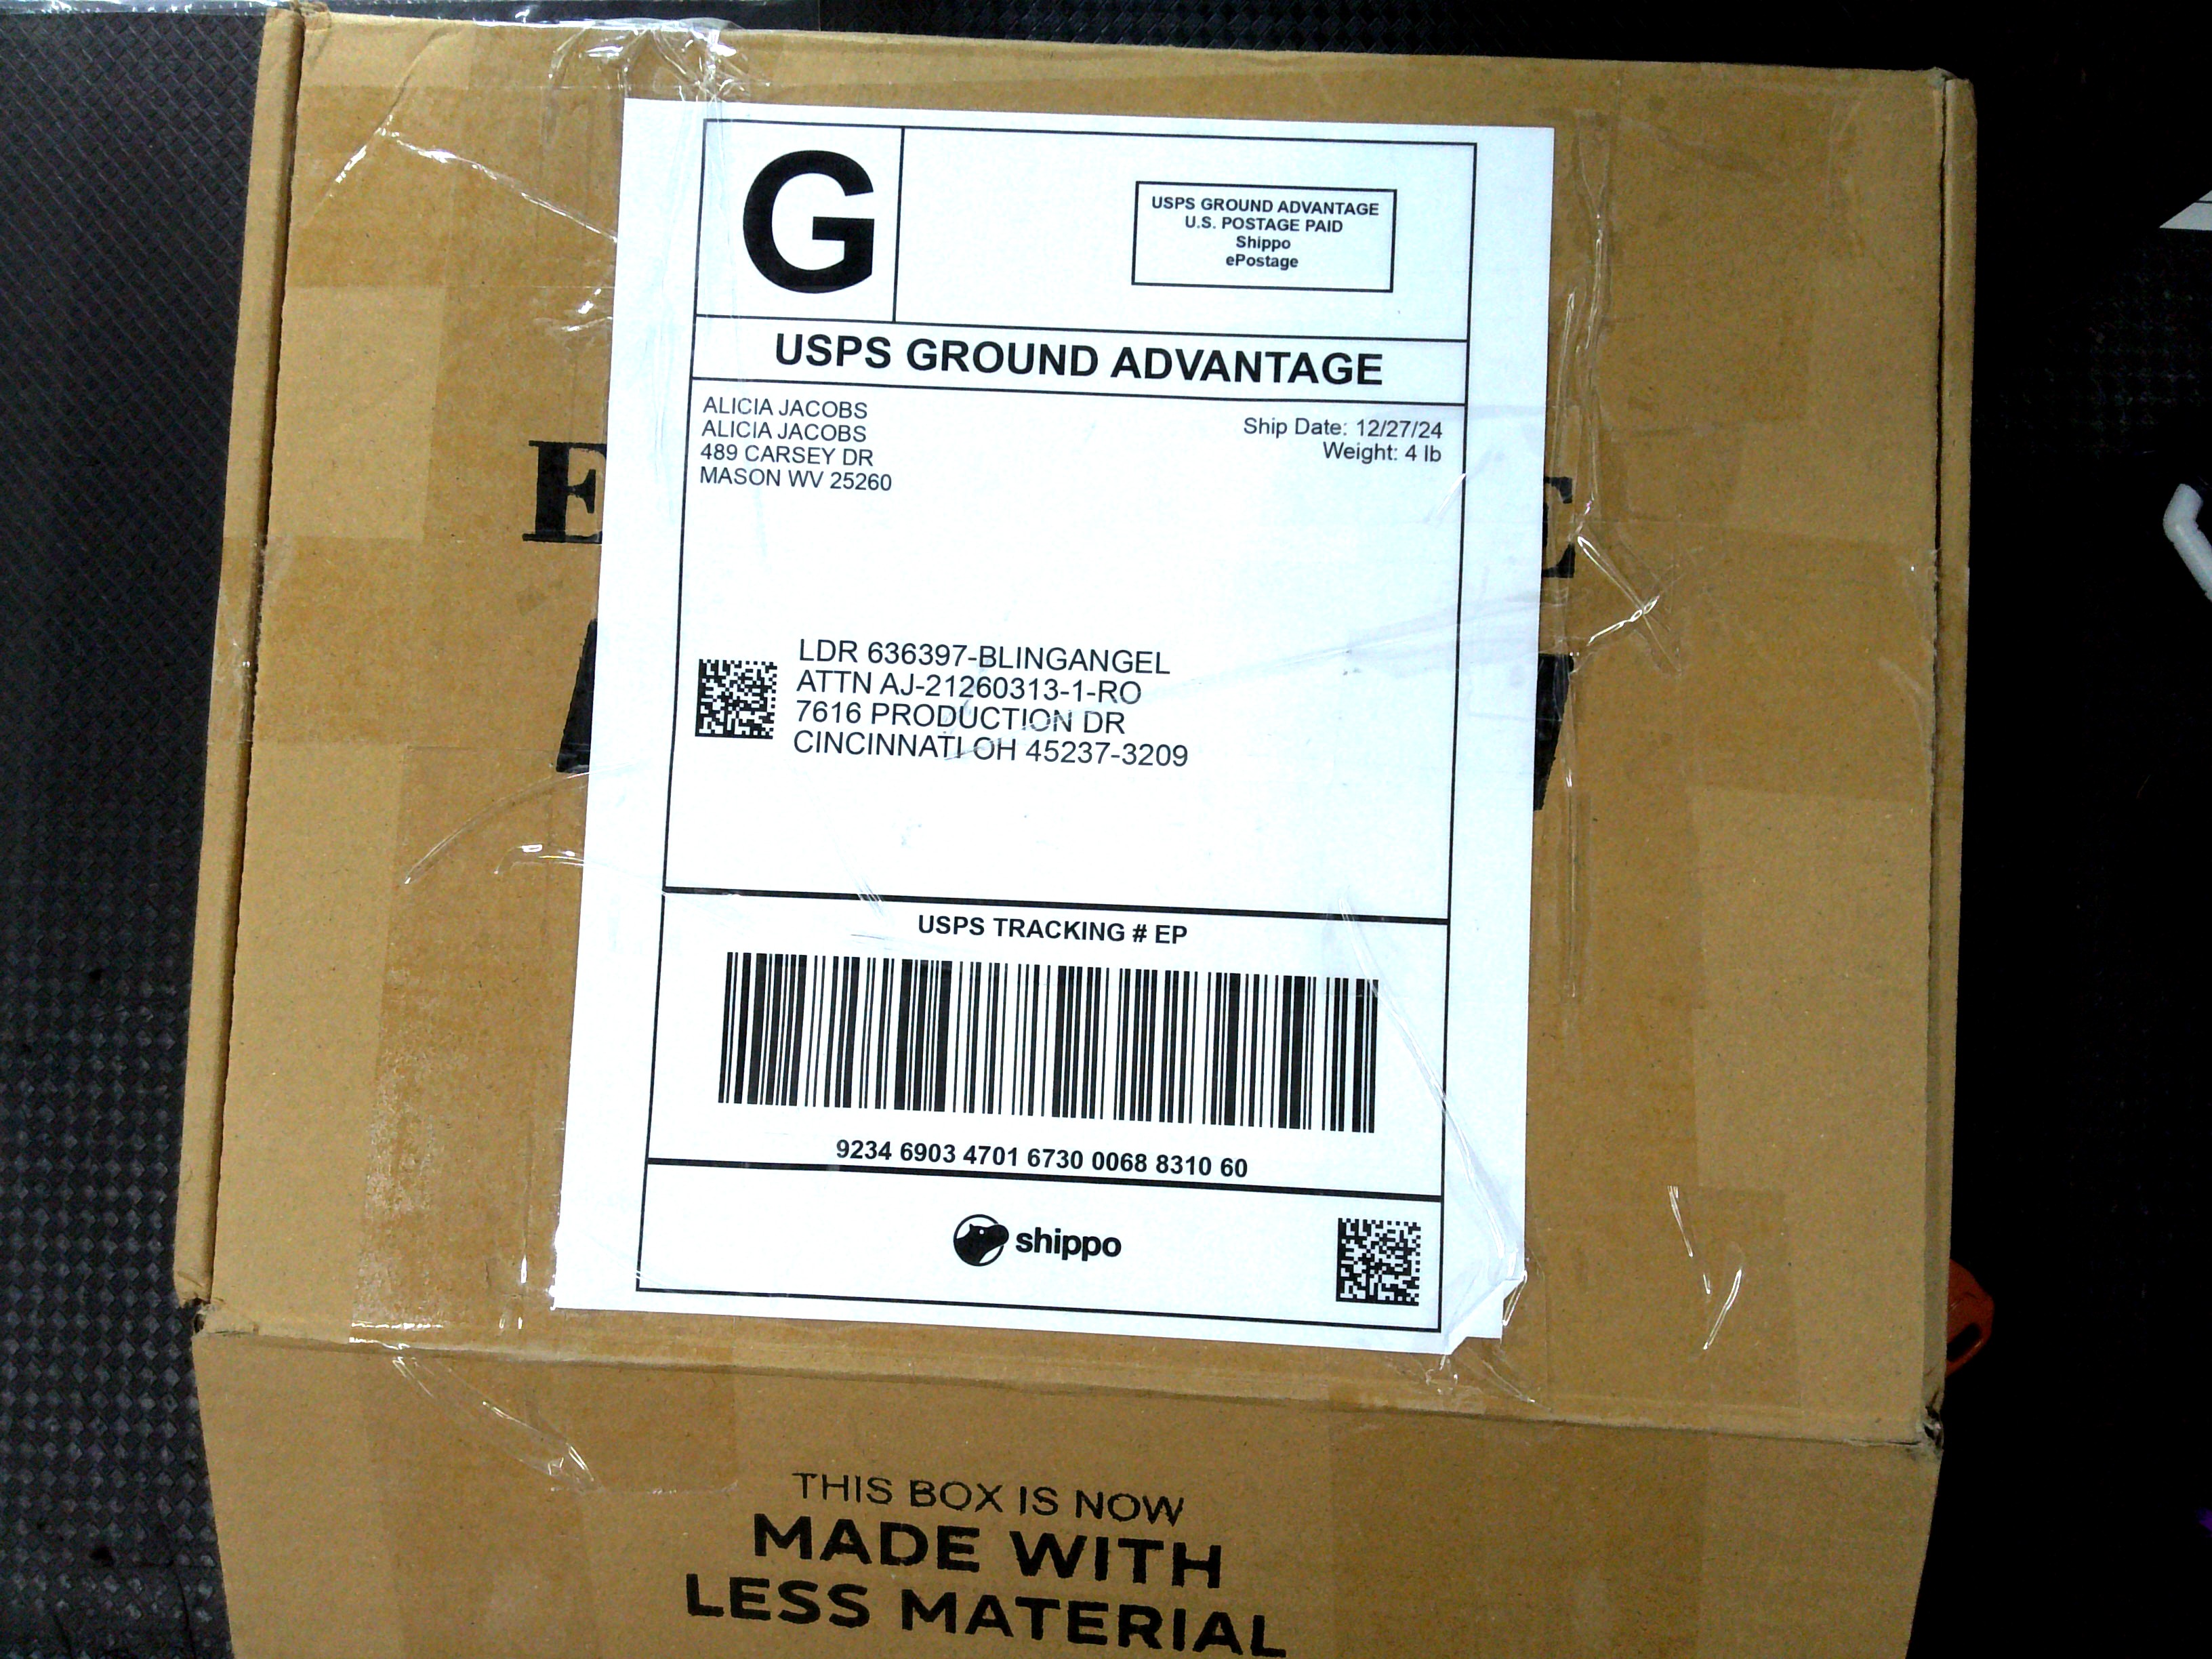 G
USPS GROUND ADVANTAGE
U.S. POSTAGE PAID
Shippo
ePostage
USPS GROUND ADVANTAGE
ALICIA JACOBS
ALICIA JACOBS
489 CARSEY DR
MASON WV 25260
Ship Date: 12/27/24
Weight: 4 lb
LDR 636397-BLINGANGEL
ATTN AJ-21260313-1-RO
7616 PRODUCTION DR
CINCINNATI OH 45237-3209
USPS TRACKING # EP
9234 6903 4701 6730 0068 8310 60
shippo
THIS BOX IS NOW
MADE WITH
LESS MATERIAL